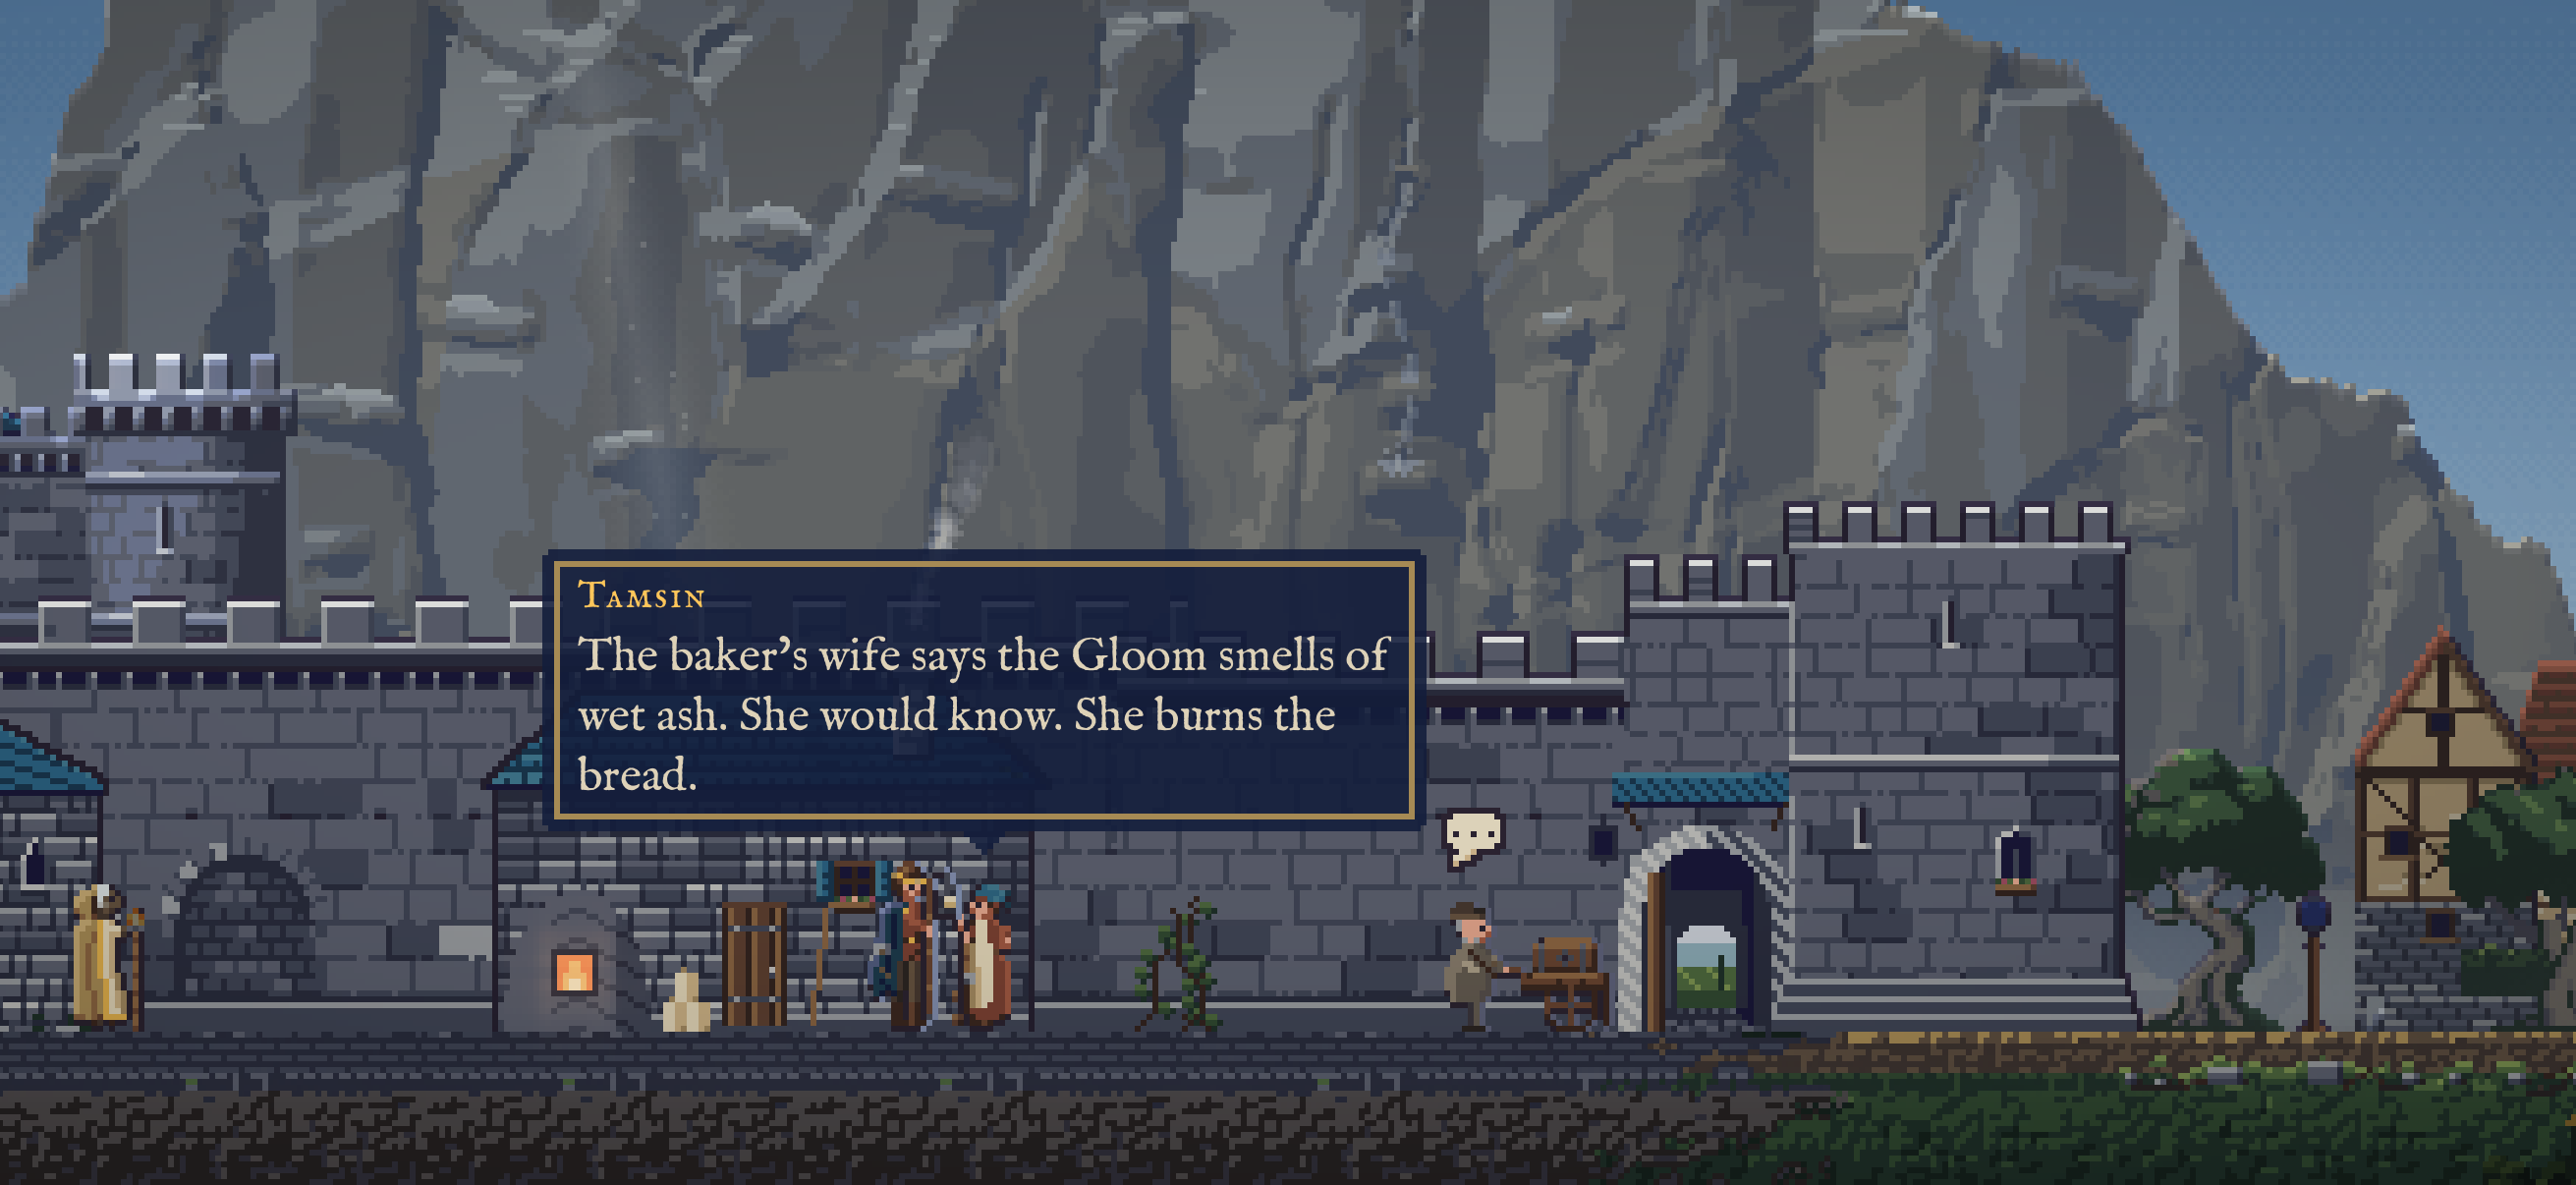 Tamsin
The baker’s wife says the Gloom smells of
wet ash. She would know. She burns the
bread.